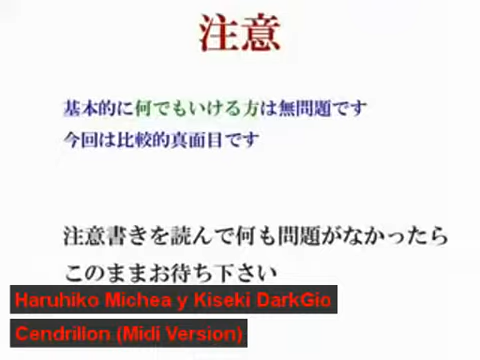 注意
基本的に何でもいける方は無問題です
今回は比較的真面目です
注意書きを読んで何も問題がなかったら
このままお待ち下さい
Haruhiko Michea y Kiseki DarkGio
Cendrillon (Midi Version)